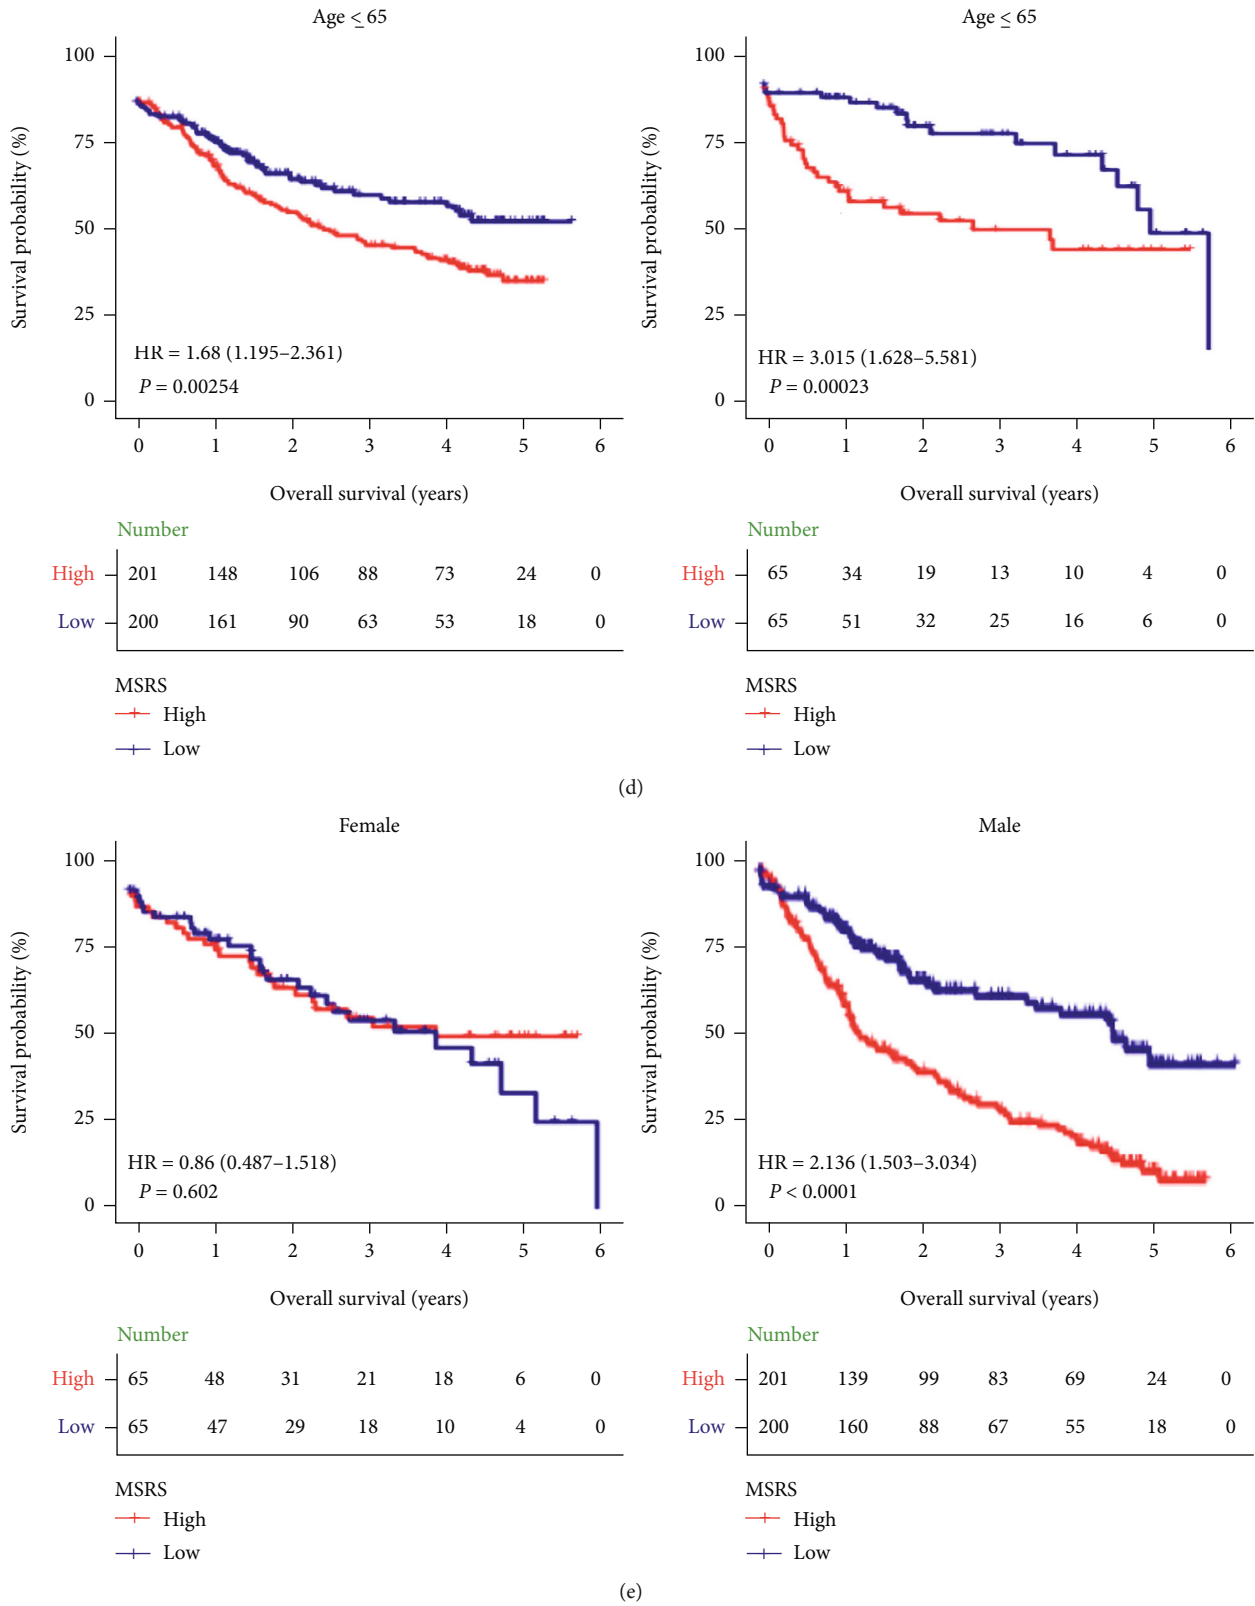 Age ≤ 65
Survival probability (%)
100
75
50
25
0
HR = 1.68 (1.195–2.361)
P = 0.00254
0 1 2 3 4 5 6
Overall survival (years)
Number
High 201 148 106 88 73 24 0
Low 200 161 90 63 53 18 0
MSRS
High
Low
Age ≤ 65
Survival probability (%)
100
75
50
25
0
HR = 3.015 (1.628–5.581)
P = 0.00023
0 1 2 3 4 5 6
Overall survival (years)
High 65 34 19 13 10 4 0
Low 65 51 32 25 16 6 0
MSRS
High
Low
(d)
Female
Survival probability (%)
100
75
50
25
0
HR = 0.86 (0.487–1.518)
P = 0.602
0 1 2 3 4 5 6
Overall survival (years)
Number
High 65 48 31 21 18 6 0
Low 65 47 29 18 10 4 0
MSRS
High
Low
Male
Survival probability (%)
100
75
50
25
0
HR = 2.136 (1.503–3.034)
P < 0.0001
0 1 2 3 4 5 6
Overall survival (years)
High 201 139 99 83 69 24 0
Low 200 160 88 67 55 18 0
MSRS
High
Low
(e)